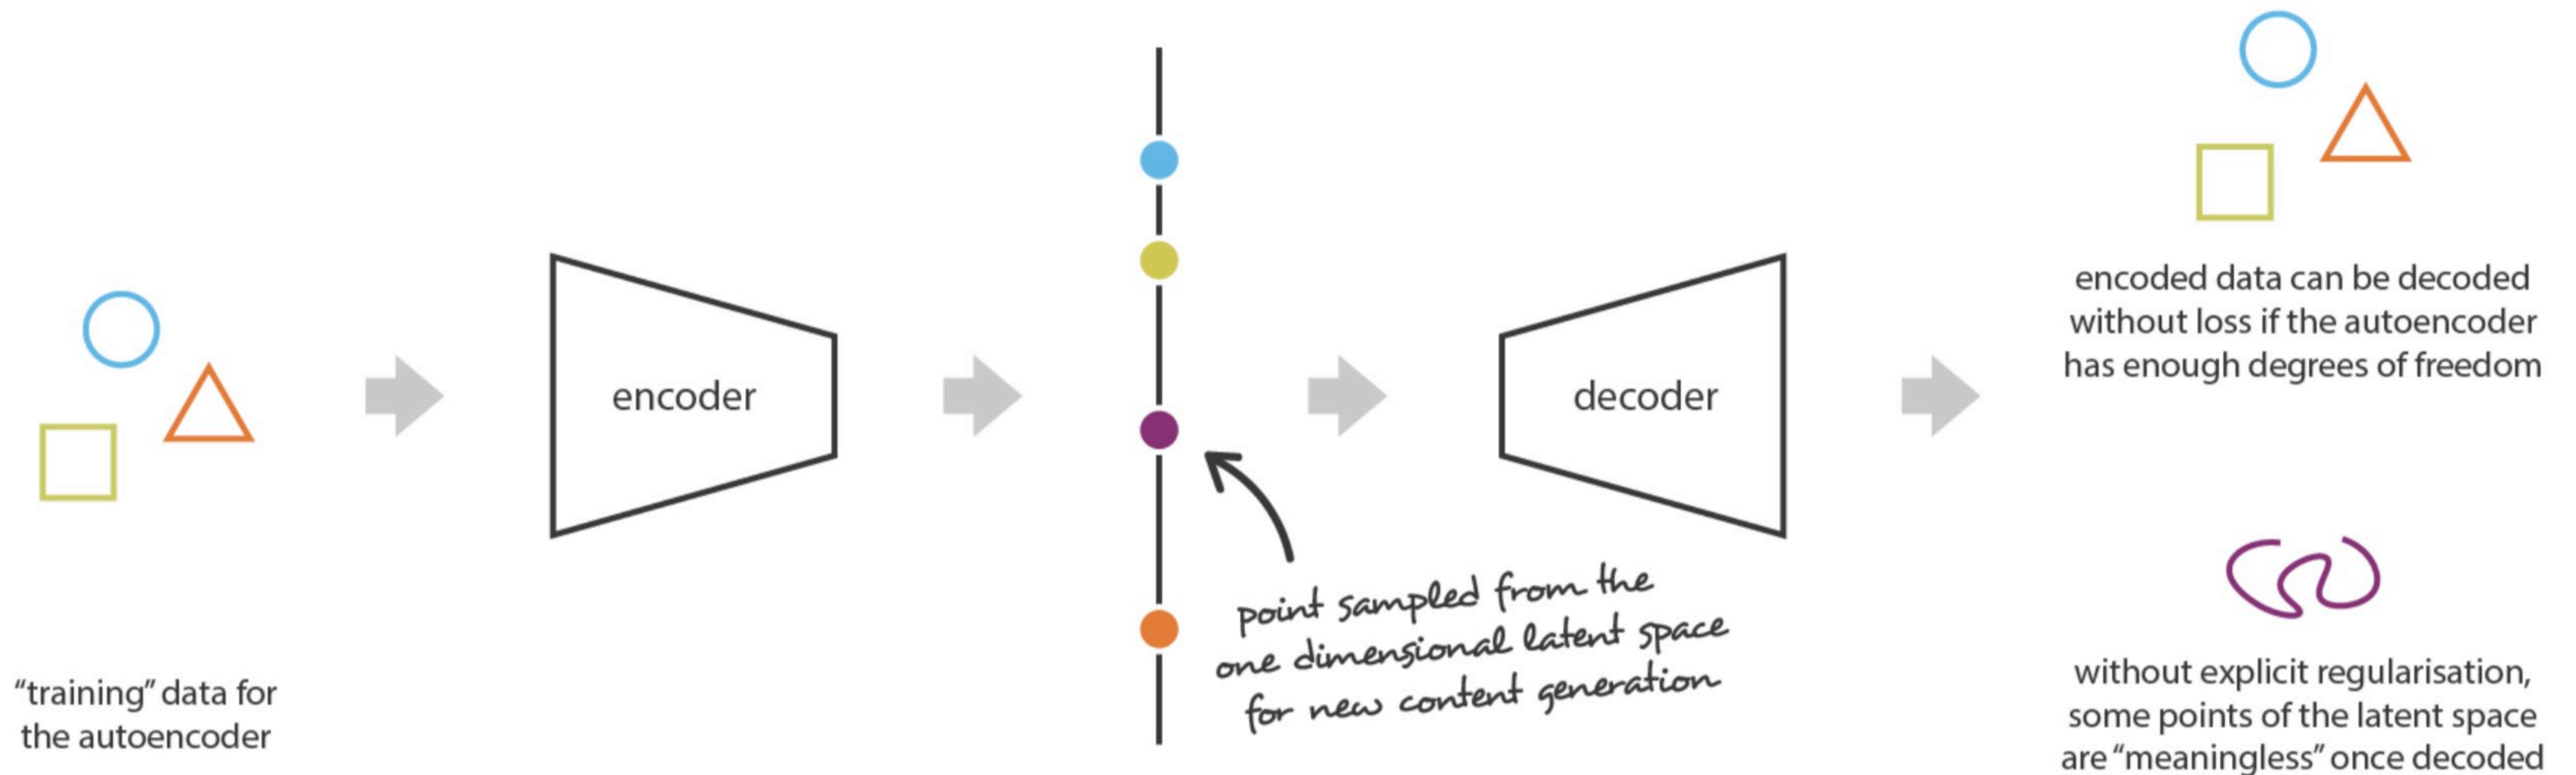 "training" data for
the autoencoder
encoder
point sampled from the
one dimensional latent space
for new content generation
decoder
encoded data can be decoded
without loss if the autoencoder
has enough degrees of freedom
without explicit regularisation,
some points of the latent space
are "meaningless" once decoded